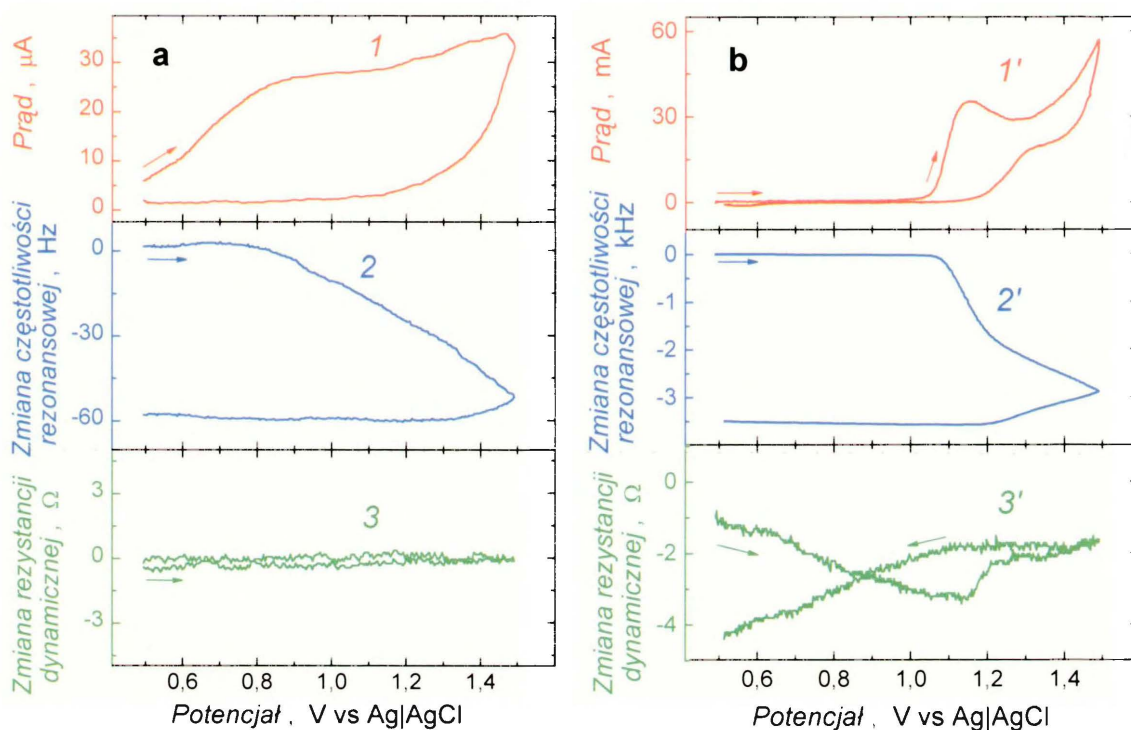 a
1
Prąd , μA
30
20
10
0
2
Zmiana częstotliwości
rezonansowej , Hz
0
-30
-60
3
Zmiana rezystancji
dynamicznej , Ω
3
0
-3
0,6 0,8 1,0 1,2 1,4
Potencjał , V vs Ag|AgCl
b
1'
Prąd , mA
60
30
0
2'
Zmiana częstotliwości
rezonansowej , kHz
0
-1
-2
-3
3'
Zmiana rezystancji
dynamicznej , Ω
0
-2
-4
0,6 0,8 1,0 1,2 1,4
Potencjał , V vs Ag|AgCl